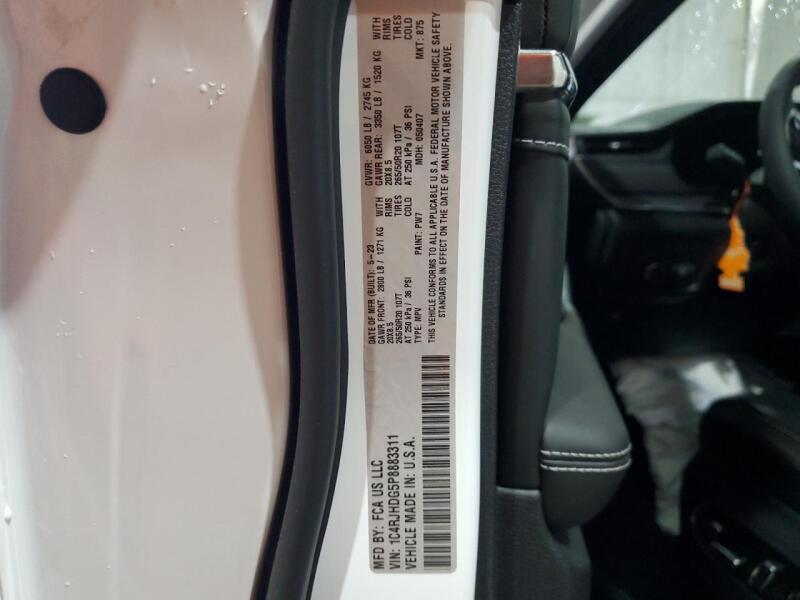 MFD BY: FCA US LLC
VIN: 1C4RJHDG5P8883311
VEHICLE MADE IN: U.S.A.
DATE OF MFR (BUILT): 5-23 GVWR: 6050 LB / 2745 KG
GAWR FRONT: 2800 LB / 1271 KG WITH GAWR REAR: 3350 LB / 1520 KG WITH
20X8.5 RIMS 20X8.5 RIMS
265/50R20 107T TIRES 265/50R20 107T TIRES
AT 250 kPa / 36 PSI COLD AT 250 kPa / 36 PSI COLD
TYPE: MPV PAINT: PW7 MDH: 050407 MKT: 875
THIS VEHICLE CONFORMS TO ALL APPLICABLE U.S.A. FEDERAL MOTOR VEHICLE SAFETY
STANDARDS IN EFFECT ON THE DATE OF MANUFACTURE SHOWN ABOVE.